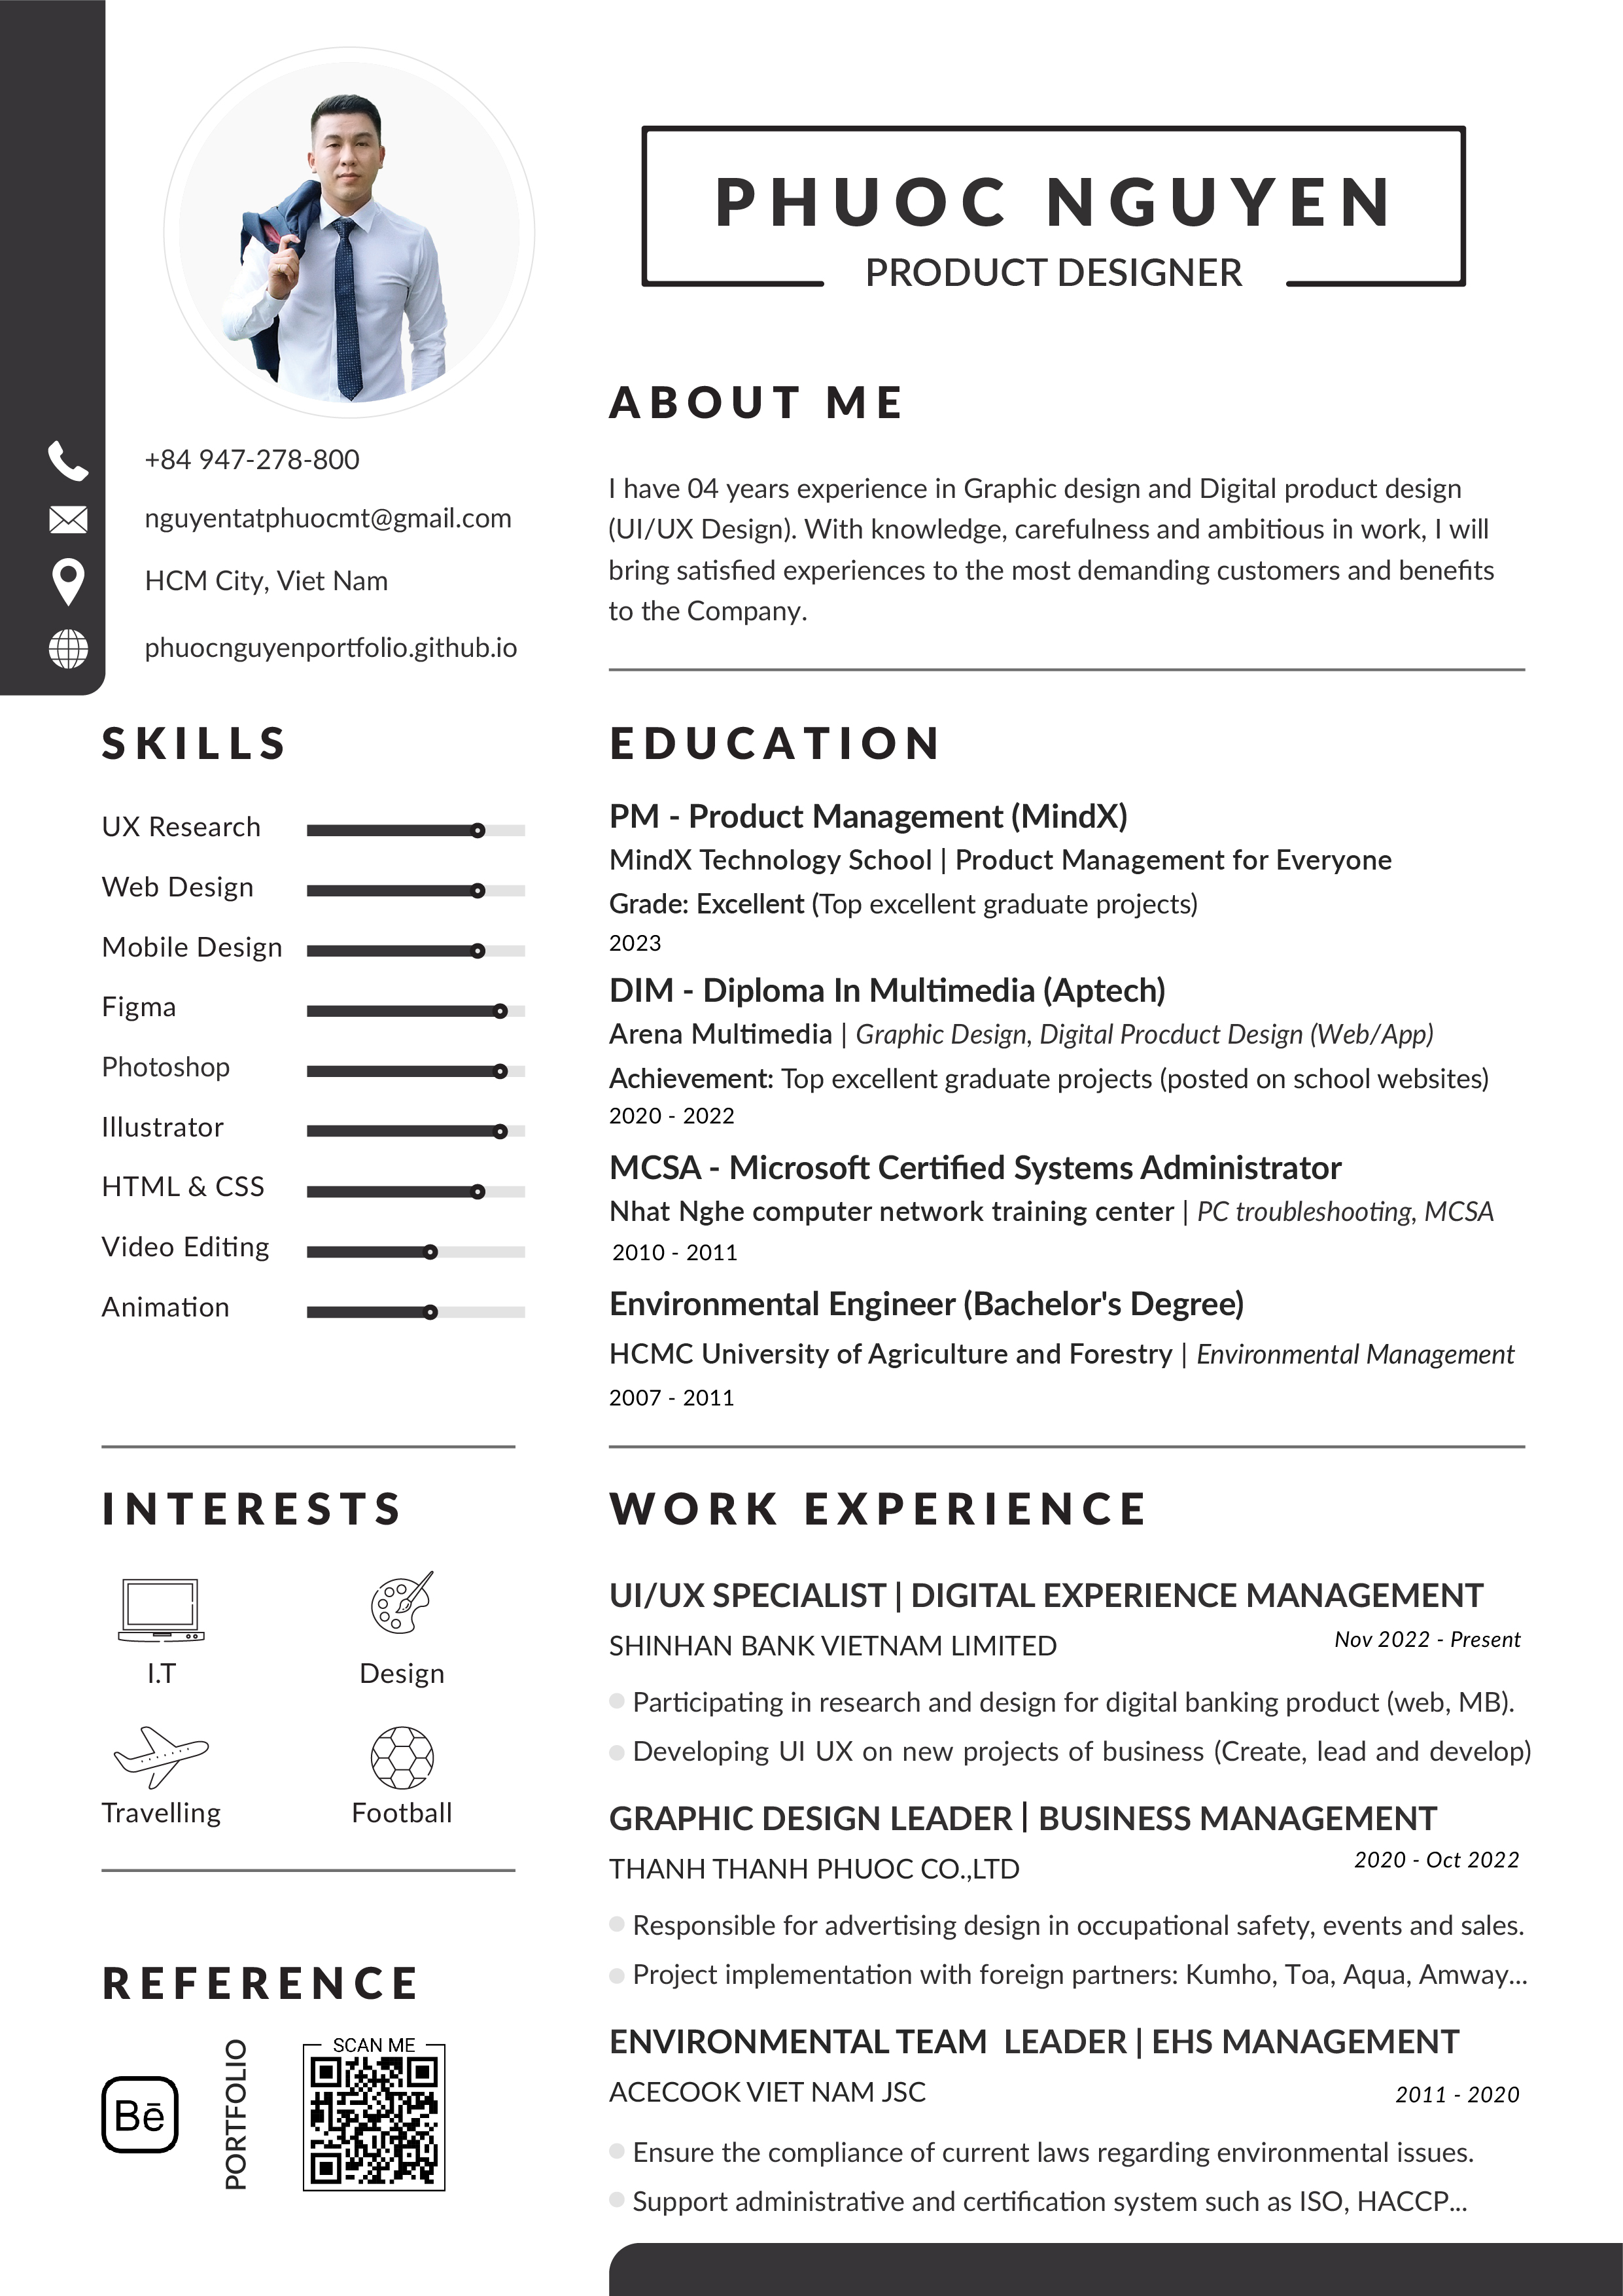 PHUOC NGUYEN
PRODUCT DESIGNER
+84 947-278-800
nguyentatphuocmt@gmail.com
HCM City, Viet Nam
phuocnguyenportfolio.github.io
ABOUT ME
I have 04 years experience in Graphic design and Digital product design
(UI/UX Design). With knowledge, carefulness and ambitious in work, I will
bring satisfied experiences to the most demanding customers and benefits
to the Company.
SKILLS
UX Research
Web Design
Mobile Design
Figma
Photoshop
Illustrator
HTML & CSS
Video Editing
Animation
EDUCATION
PM - Product Management (MindX)
MindX Technology School | Product Management for Everyone
Grade: Excellent (Top excellent graduate projects)
2023
DIM - Diploma In Multimedia (Aptech)
Arena Multimedia | Graphic Design, Digital Procduct Design (Web/App)
Achievement: Top excellent graduate projects (posted on school websites)
2020 - 2022
MCSA - Microsoft Certified Systems Administrator
Nhat Nghe computer network training center | PC troubleshooting, MCSA
2010 - 2011
Environmental Engineer (Bachelor's Degree)
HCMC University of Agriculture and Forestry | Environmental Management
2007 - 2011
INTERESTS
I.T
Design
Travelling
Football
REFERENCE
Bē
PORTFOLIO
SCAN ME
WORK EXPERIENCE
UI/UX SPECIALIST | DIGITAL EXPERIENCE MANAGEMENT
SHINHAN BANK VIETNAM LIMITED
Nov 2022 - Present
Participating in research and design for digital banking product (web, MB).
Developing UI UX on new projects of business (Create, lead and develop)
GRAPHIC DESIGN LEADER | BUSINESS MANAGEMENT
THANH THANH PHUOC CO.,LTD
2020 - Oct 2022
Responsible for advertising design in occupational safety, events and sales.
Project implementation with foreign partners: Kumho, Toa, Aqua, Amway...
ENVIRONMENTAL TEAM LEADER | EHS MANAGEMENT
ACECOOK VIET NAM JSC
2011 - 2020
Ensure the compliance of current laws regarding environmental issues.
Support administrative and certification system such as ISO, HACCP...